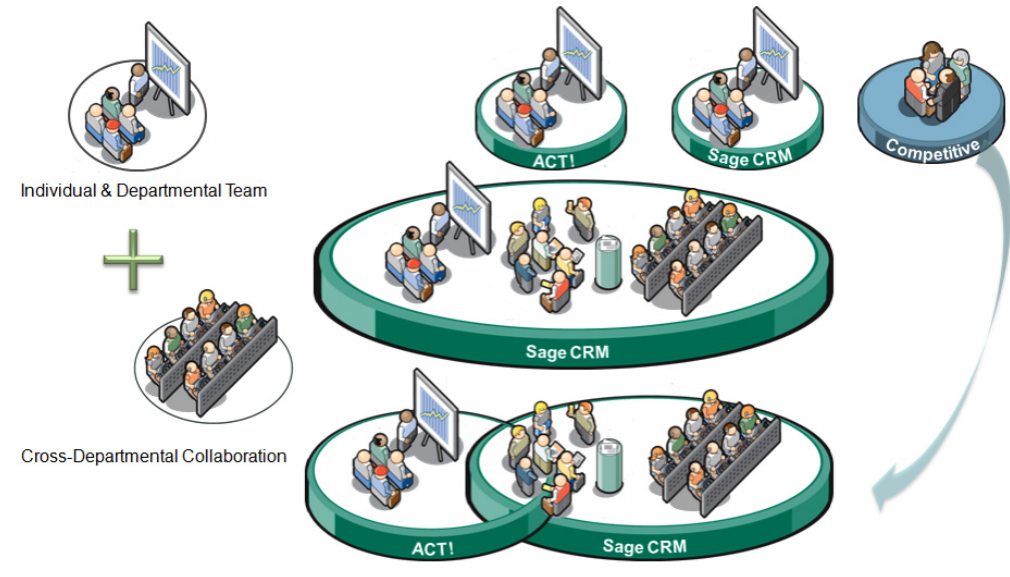 ACT!
Sage CRM
Competitive
Individual & Departmental Team
Sage CRM
Cross-Departmental Collaboration
ACT!
Sage CRM